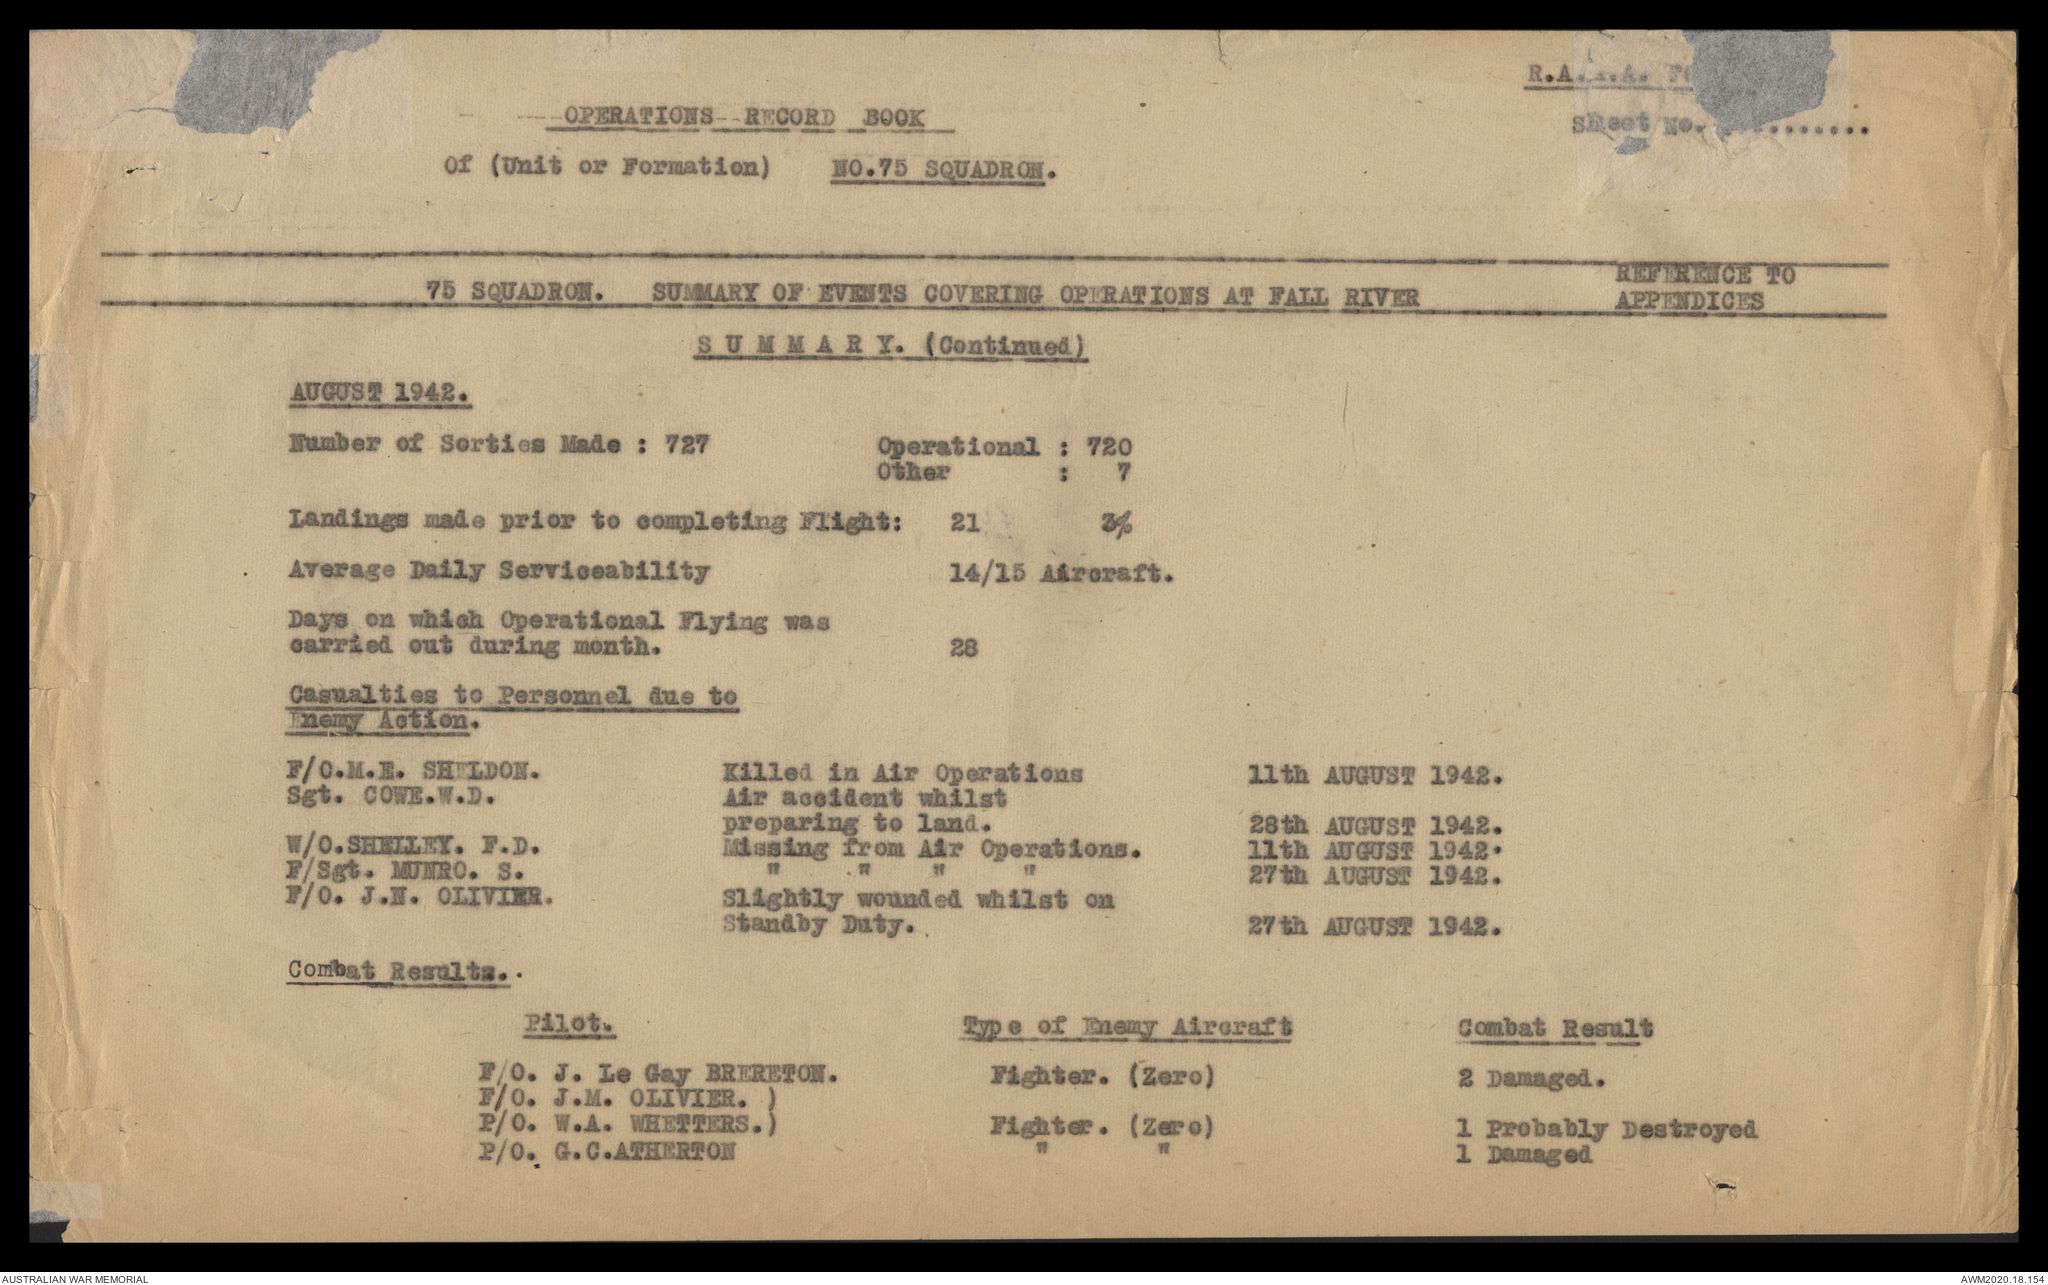 R.A.A.A. Fo
OPERATIONS RECORD BOOK
Sheet No. ..........
Of (Unit or Formation) NO.75 SQUADRON.
75 SQUADRON. SUMMARY OF EVENTS COVERING OPERATIONS AT FALL RIVER
REFERENCE TO
APPENDICES
S U M M A R Y. (Continued)
AUGUST 1942.
Number of Sorties Made : 727 Operational : 720
Other : 7
Landings made prior to completing Flight: 21 3%
Average Daily Serviceability 14/15 Aircraft.
Days on which Operational Flying was
carried out during month. 28
Casualties to Personnel due to
Enemy Action.
F/O.M.E. SHELDON. Killed in Air Operations 11th AUGUST 1942.
Sgt. COWE.W.D. Air accident whilst
preparing to land. 28th AUGUST 1942.
W/O.SHELLEY. F.D. Missing from Air Operations. 11th AUGUST 1942.
F/Sgt. MUNRO. S. " " " " 27th AUGUST 1942.
F/O. J.N. OLIVIER. Slightly wounded whilst on
Standby Duty. 27th AUGUST 1942.
Combat Results..
Pilot. Type of Enemy Aircraft Combat Result
F/O. J. Le Gay BRERETON. Fighter. (Zero) 2 Damaged.
F/O. J.M. OLIVIER. )
P/O. W.A. WHETTERS.) Fighter. (Zero) 1 Probably Destroyed
P/O. G.C.ATHERTON " " 1 Damaged
AUSTRALIAN WAR MEMORIAL AWM2020.18.154